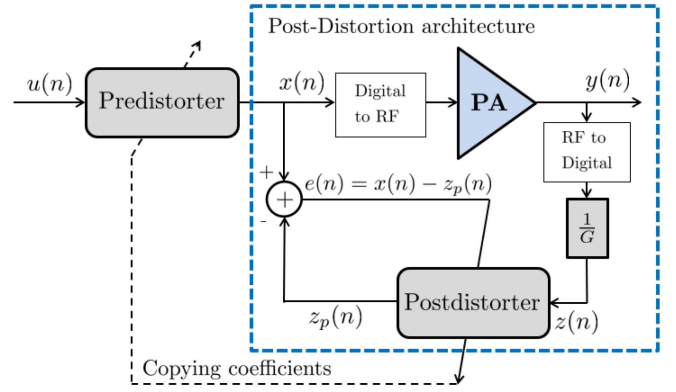 Post-Distortion architecture
u(n)
Predistorter
x(n)
Digital
to RF
PA
y(n)
RF to
Digital
+
+
-
e(n) = x(n) − z_p(n)
1
G
Postdistorter
z_p(n)
z(n)
Copying coefficients